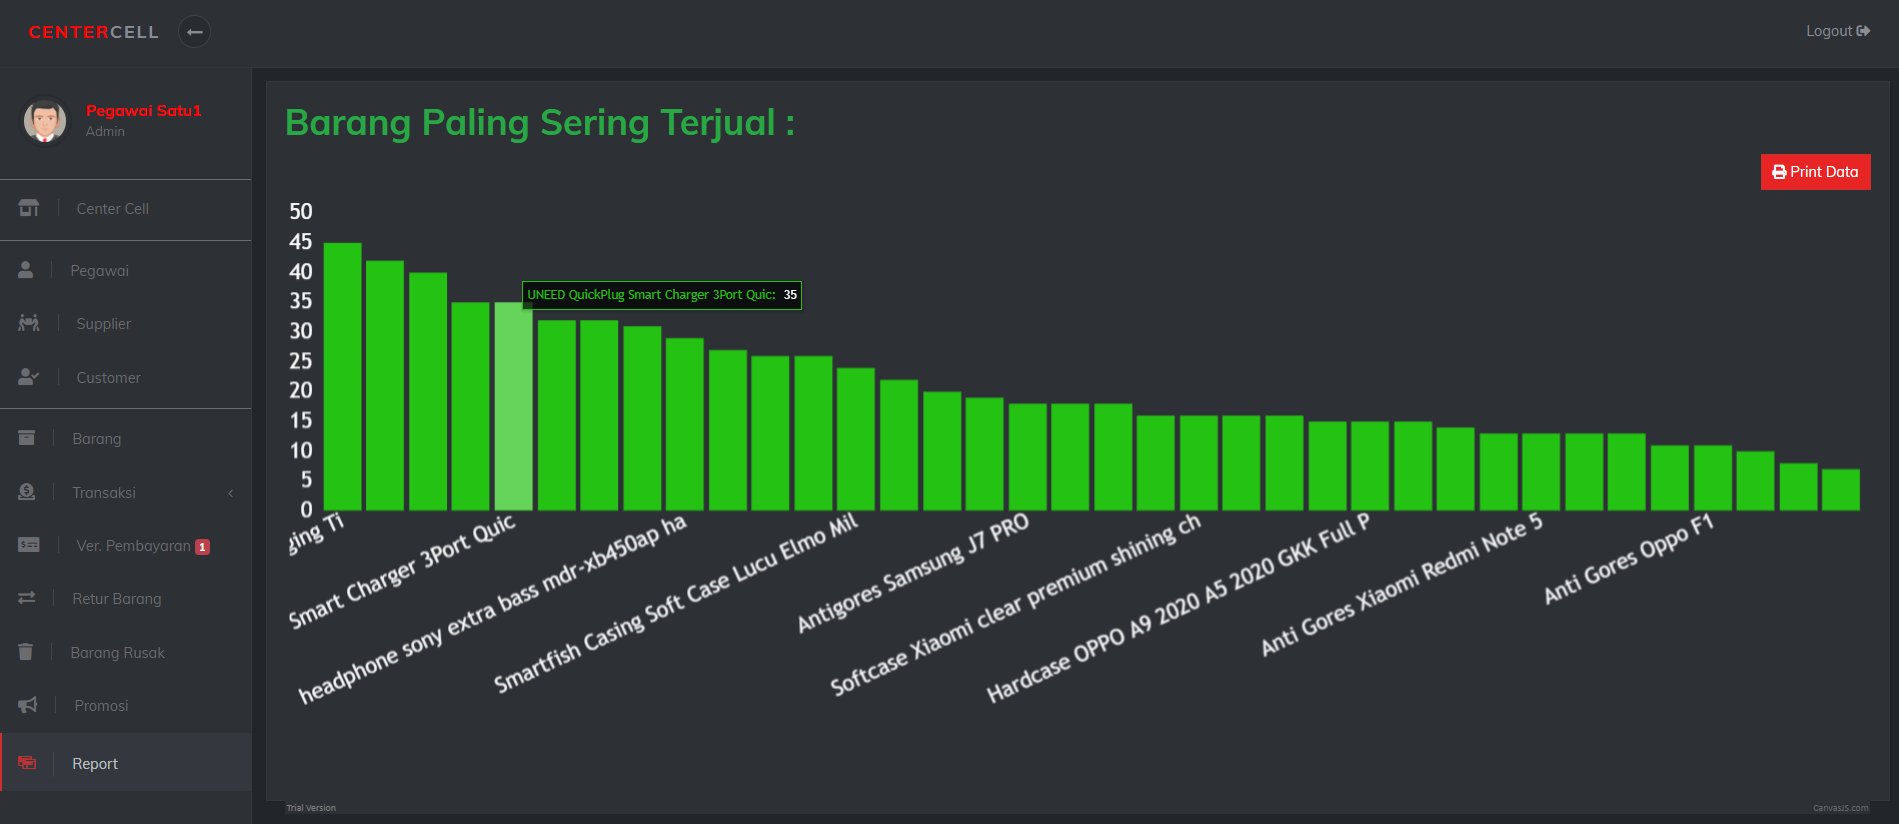 CENTERCELL
Logout
Pegawai Satu1
Admin
Center Cell
Pegawai
Supplier
Customer
Barang
Transaksi
Ver. Pembayaran 1
Retur Barang
Barang Rusak
Promosi
Report
Barang Paling Sering Terjual :
Print Data
50
45
40
35
30
25
20
15
10
5
0
UNEED QuickPlug Smart Charger 3Port Quic: 35
ging Ti
Smart Charger 3Port Quic
headphone sony extra bass mdr-xb450ap ha
Smartfish Casing Soft Case Lucu Elmo Mil
Antigores Samsung J7 PRO
Softcase Xiaomi clear premium shining ch
Hardcase OPPO A9 2020 A5 2020 GKK Full P
Anti Gores Xiaomi Redmi Note 5
Anti Gores Oppo F1
Trial Version
CanvasJS.com